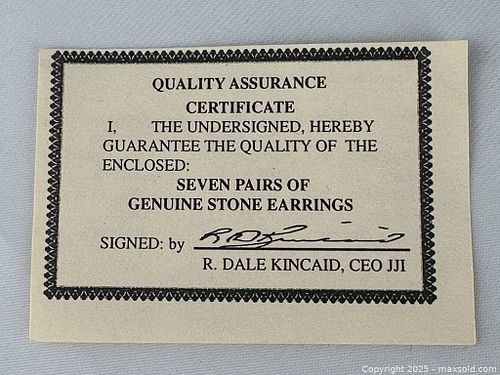 QUALITY ASSURANCE
CERTIFICATE
I, THE UNDERSIGNED, HEREBY
GUARANTEE THE QUALITY OF THE
ENCLOSED:
SEVEN PAIRS OF
GENUINE STONE EARRINGS
SIGNED: by R D Kincaid
R. DALE KINCAID, CEO JJI
Copyright 2025 - maxsold.com